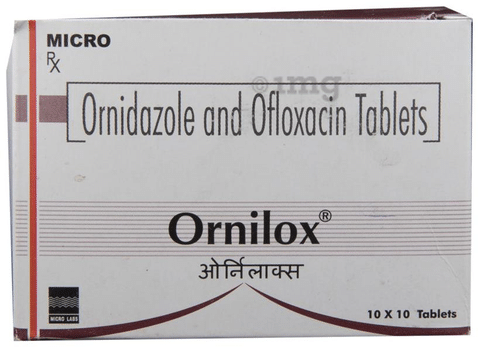 MICRO
Rx
©1mg
Ornidazole and Ofloxacin Tablets
Ornilox®
ओर्निलाक्स
MICRO LABS
10 X 10 Tablets